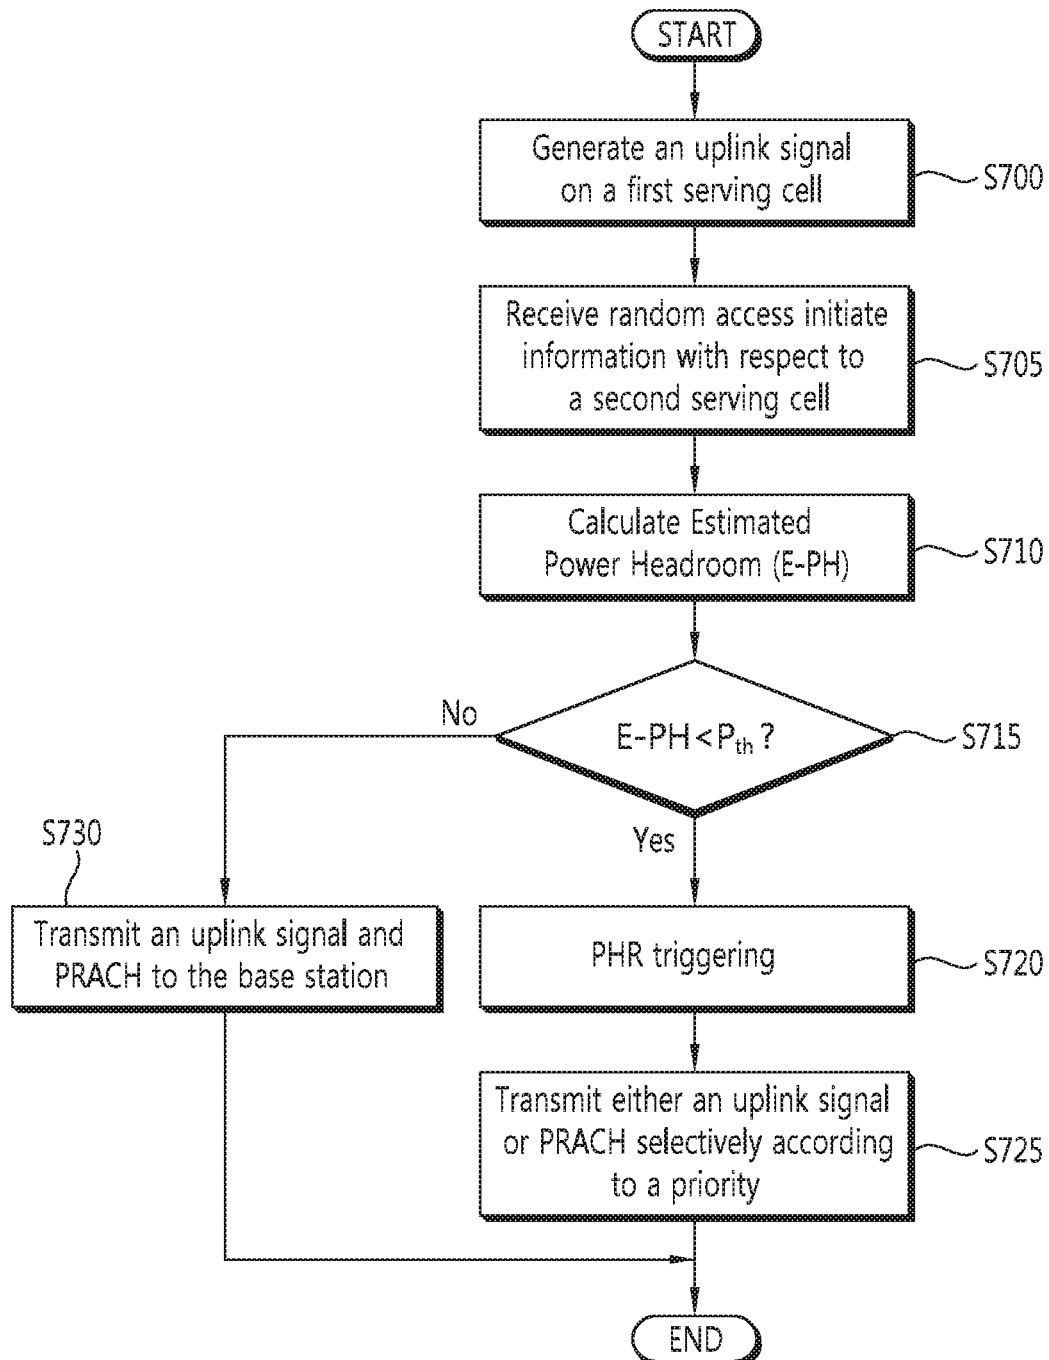 START
Generate an uplink signal
on a first serving cell
S700
Receive random access initiate
information with respect to
a second serving cell
S705
Calculate Estimated
Power Headroom (E-PH)
S710
E-PH<Pth ?
S715
No
Yes
S730
Transmit an uplink signal and
PRACH to the base station
PHR triggering
S720
Transmit either an uplink signal
or PRACH selectively according
to a priority
S725
END